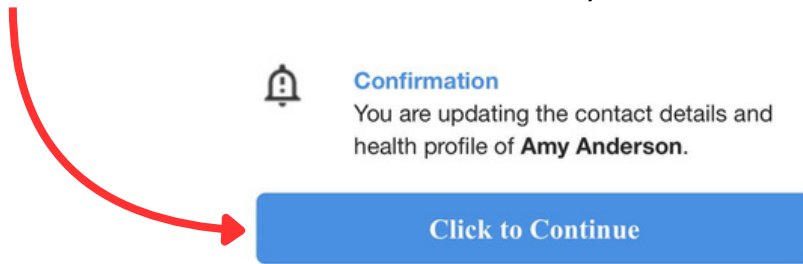 Confirmation
You are updating the contact details and
health profile of Amy Anderson.
Click to Continue